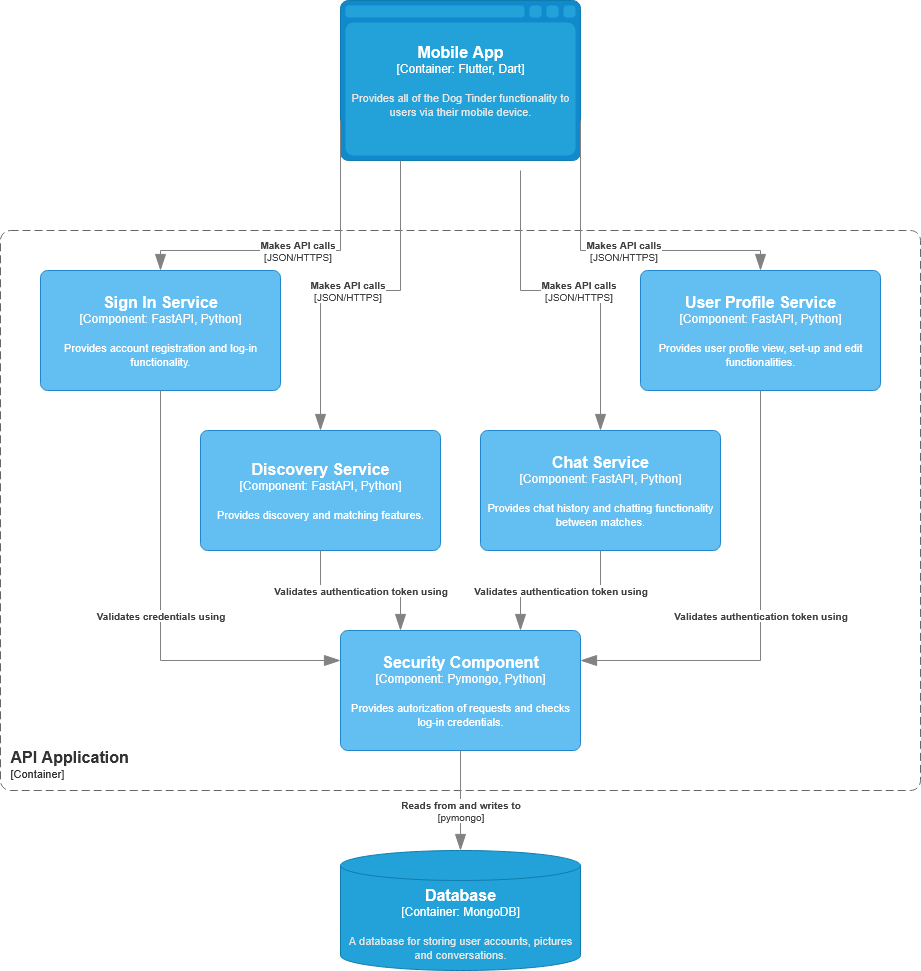 Mobile App
[Container: Flutter, Dart]
Provides all of the Dog Tinder functionality to
users via their mobile device.
Makes API calls
[JSON/HTTPS]
Makes API calls
[JSON/HTTPS]
Makes API calls
[JSON/HTTPS]
Makes API calls
[JSON/HTTPS]
Sign In Service
[Component: FastAPI, Python]
Provides account registration and log-in
functionality.
User Profile Service
[Component: FastAPI, Python]
Provides user profile view, set-up and edit
functionalities.
Discovery Service
[Component: FastAPI, Python]
Provides discovery and matching features.
Chat Service
[Component: FastAPI, Python]
Provides chat history and chatting functionality
between matches.
Validates authentication token using
Validates authentication token using
Validates credentials using
Validates authentication token using
Security Component
[Component: Pymongo, Python]
Provides autorization of requests and checks
log-in credentials.
API Application
[Container]
Reads from and writes to
[pymongo]
Database
[Container: MongoDB]
A database for storing user accounts, pictures
and conversations.